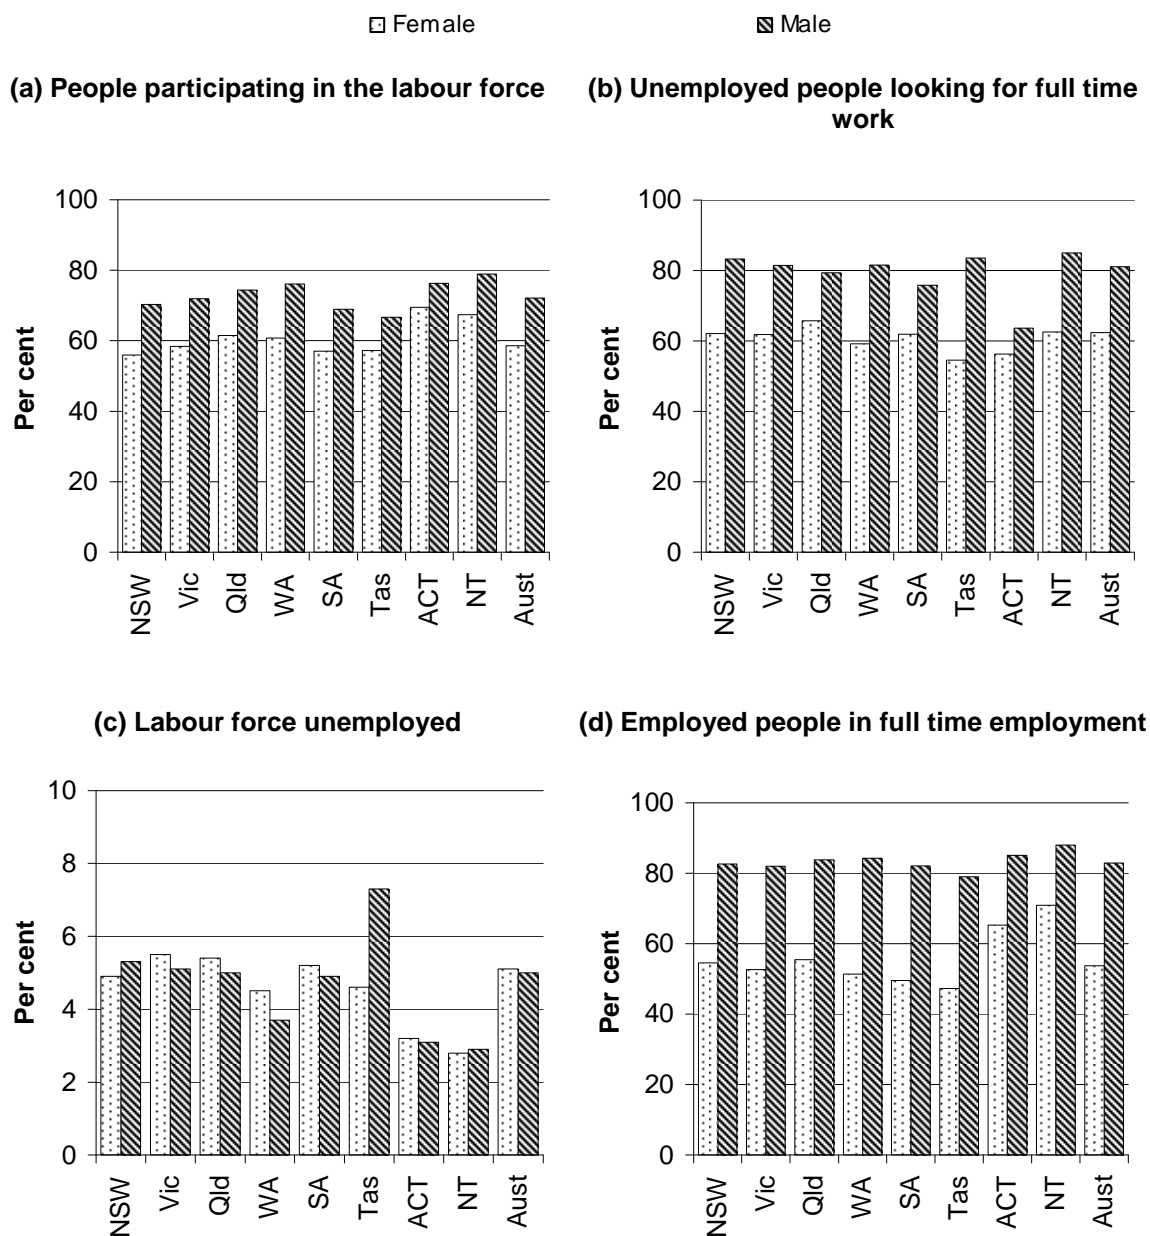 Female Male
(a) People participating in the labour force
(b) Unemployed people looking for full time
work
100
80
60
40
20
0
Per cent
NSW Vic Qld WA SA Tas ACT NT Aust
100
80
60
40
20
0
Per cent
NSW Vic Qld WA SA Tas ACT NT Aust
(c) Labour force unemployed
(d) Employed people in full time employment
10
8
6
4
2
0
Per cent
NSW Vic Qld WA SA Tas ACT NT Aust
100
80
60
40
20
0
Per cent
NSW Vic Qld WA SA Tas ACT NT Aust